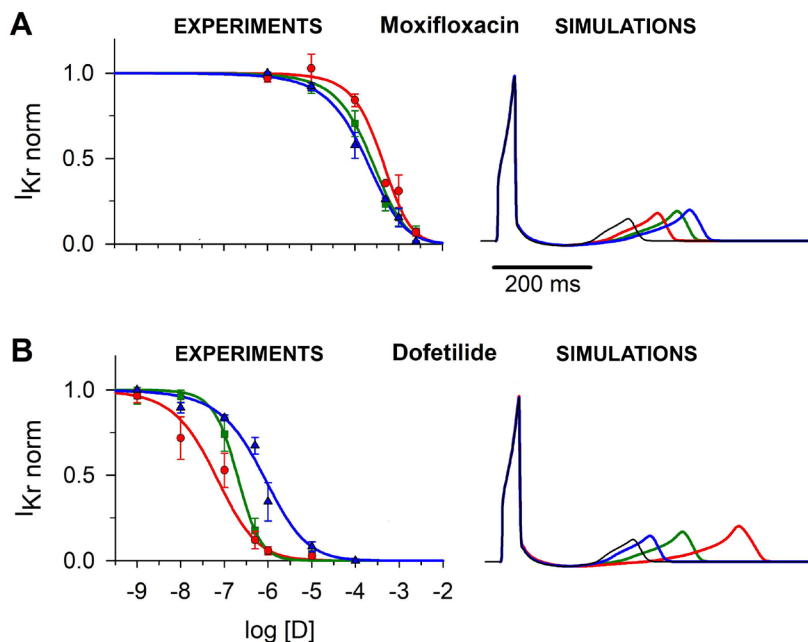 A EXPERIMENTS Moxifloxacin SIMULATIONS
1.0
0.5
0.0
IKr norm
200 ms
B EXPERIMENTS Dofetilide SIMULATIONS
1.0
0.5
0.0
IKr norm
-9 -8 -7 -6 -5 -4 -3 -2
log [D]